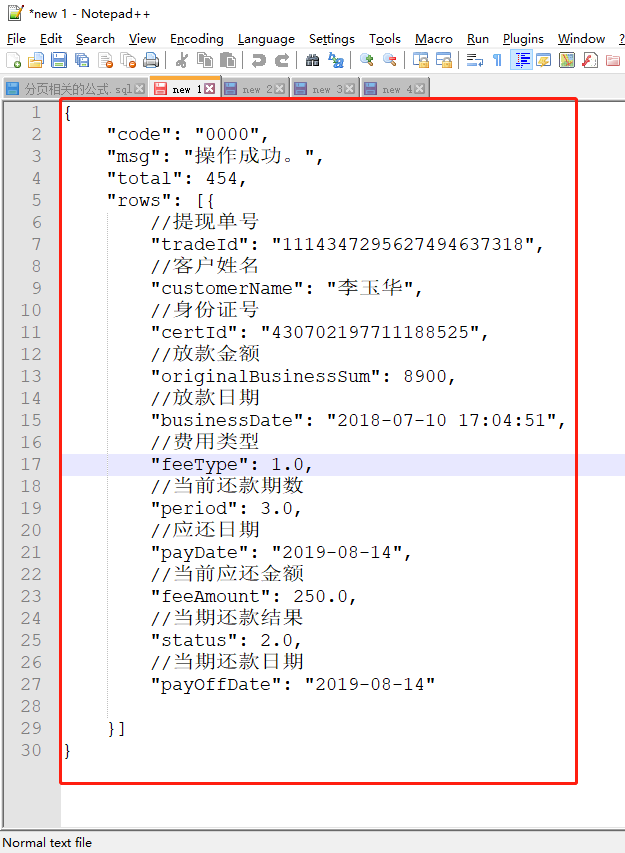 *new 1 - Notepad++
File Edit Search View Encoding Language Settings Tools Macro Run Plugins Window ?
分页相关的公式.sql new 1 new 2 new 3 new 4
1 {
2 "code": "0000",
3 "msg": "操作成功。",
4 "total": 454,
5 "rows": [{
6 //提现单号
7 "tradeId": "1114347295627494637318",
8 //客户姓名
9 "customerName": "李玉华",
10 //身份证号
11 "certId": "430702197711188525",
12 //放款金额
13 "originalBusinessSum": 8900,
14 //放款日期
15 "businessDate": "2018-07-10 17:04:51",
16 //费用类型
17 "feeType": 1.0,
18 //当前还款期数
19 "period": 3.0,
20 //应还日期
21 "payDate": "2019-08-14",
22 //当前应还金额
23 "feeAmount": 250.0,
24 //当期还款结果
25 "status": 2.0,
26 //当期还款日期
27 "payOffDate": "2019-08-14"
28
29 }]
30 }
Normal text file